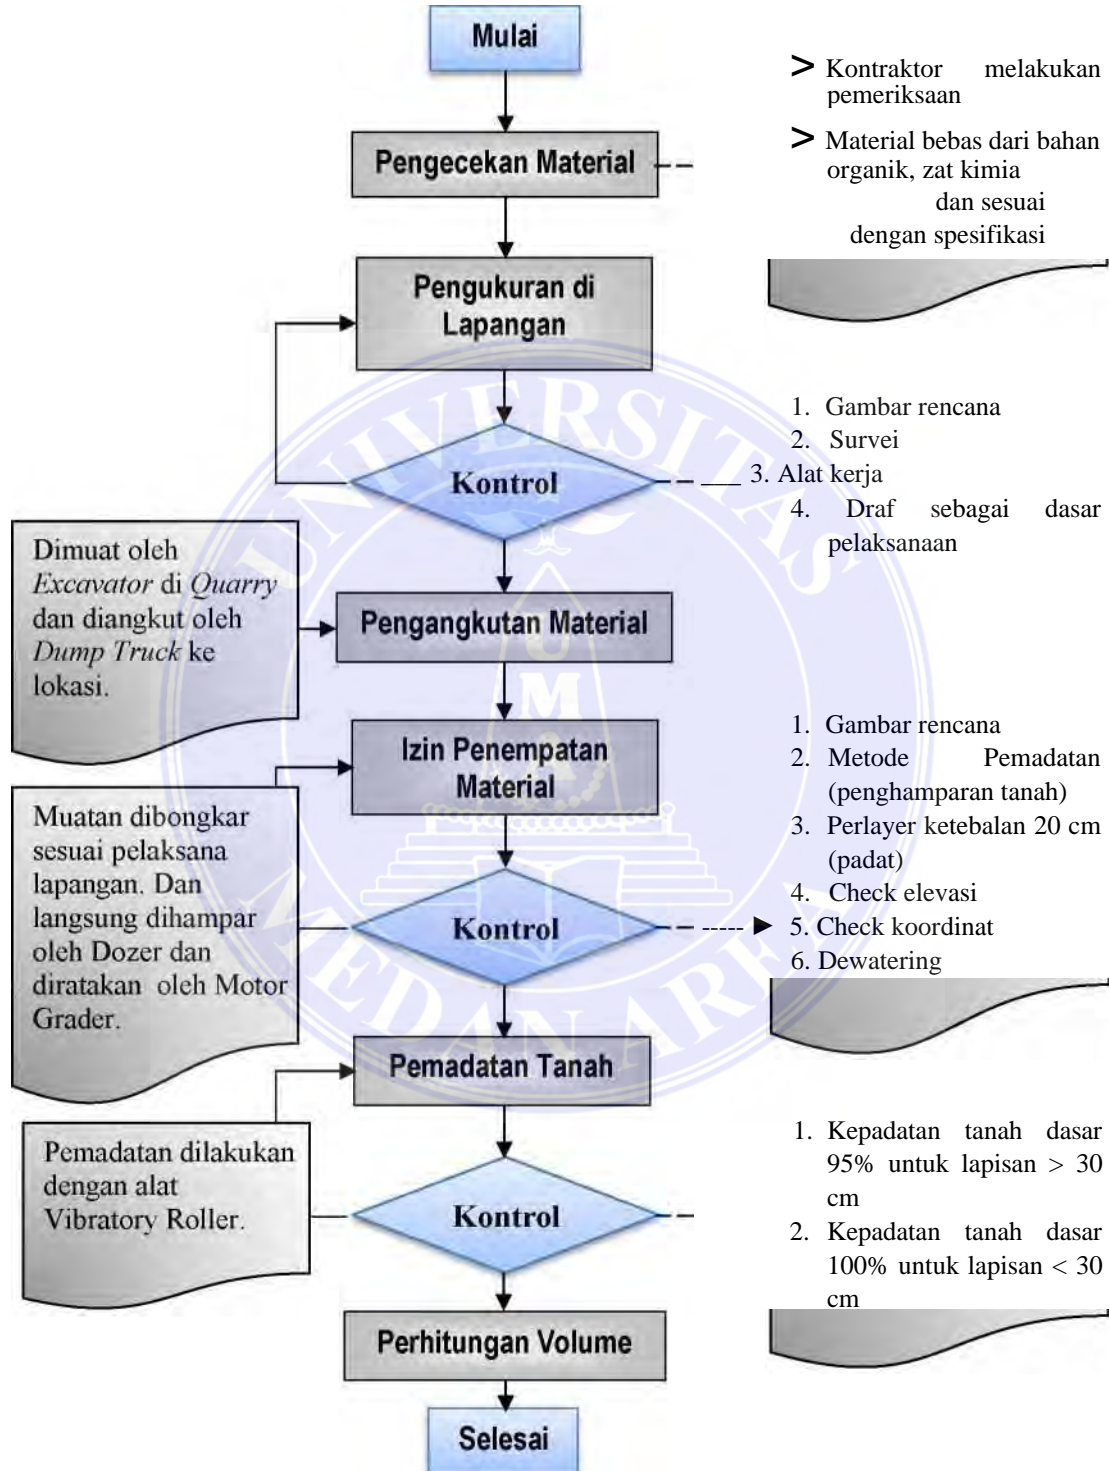 Mulai
> Kontraktor melakukan
pemeriksaan
> Material bebas dari bahan
organik, zat kimia
dan sesuai
dengan spesifikasi
Pengecekan Material
Pengukuran di
Lapangan
Kontrol
1. Gambar rencana
2. Survei
3. Alat kerja
4. Draf sebagai dasar
pelaksanaan
Dimuat oleh
Excavator di Quarry
dan diangkut oleh
Dump Truck ke
lokasi.
Pengangkutan Material
Izin Penempatan
Material
Muatan dibongkar
sesuai pelaksana
lapangan. Dan
langsung dihampar
oleh Dozer dan
diratakan oleh Motor
Grader.
Kontrol
1. Gambar rencana
2. Metode Pemadatan
(penghamparan tanah)
3. Perlayer ketebalan 20 cm
(padat)
4. Check elevasi
5. Check koordinat
6. Dewatering
Pemadatan Tanah
Pemadatan dilakukan
dengan alat
Vibratory Roller.
Kontrol
1. Kepadatan tanah dasar
95% untuk lapisan > 30
cm
2. Kepadatan tanah dasar
100% untuk lapisan < 30
cm
Perhitungan Volume
Selesai
UNIVERSITAS
UMA
MEDAN AREA